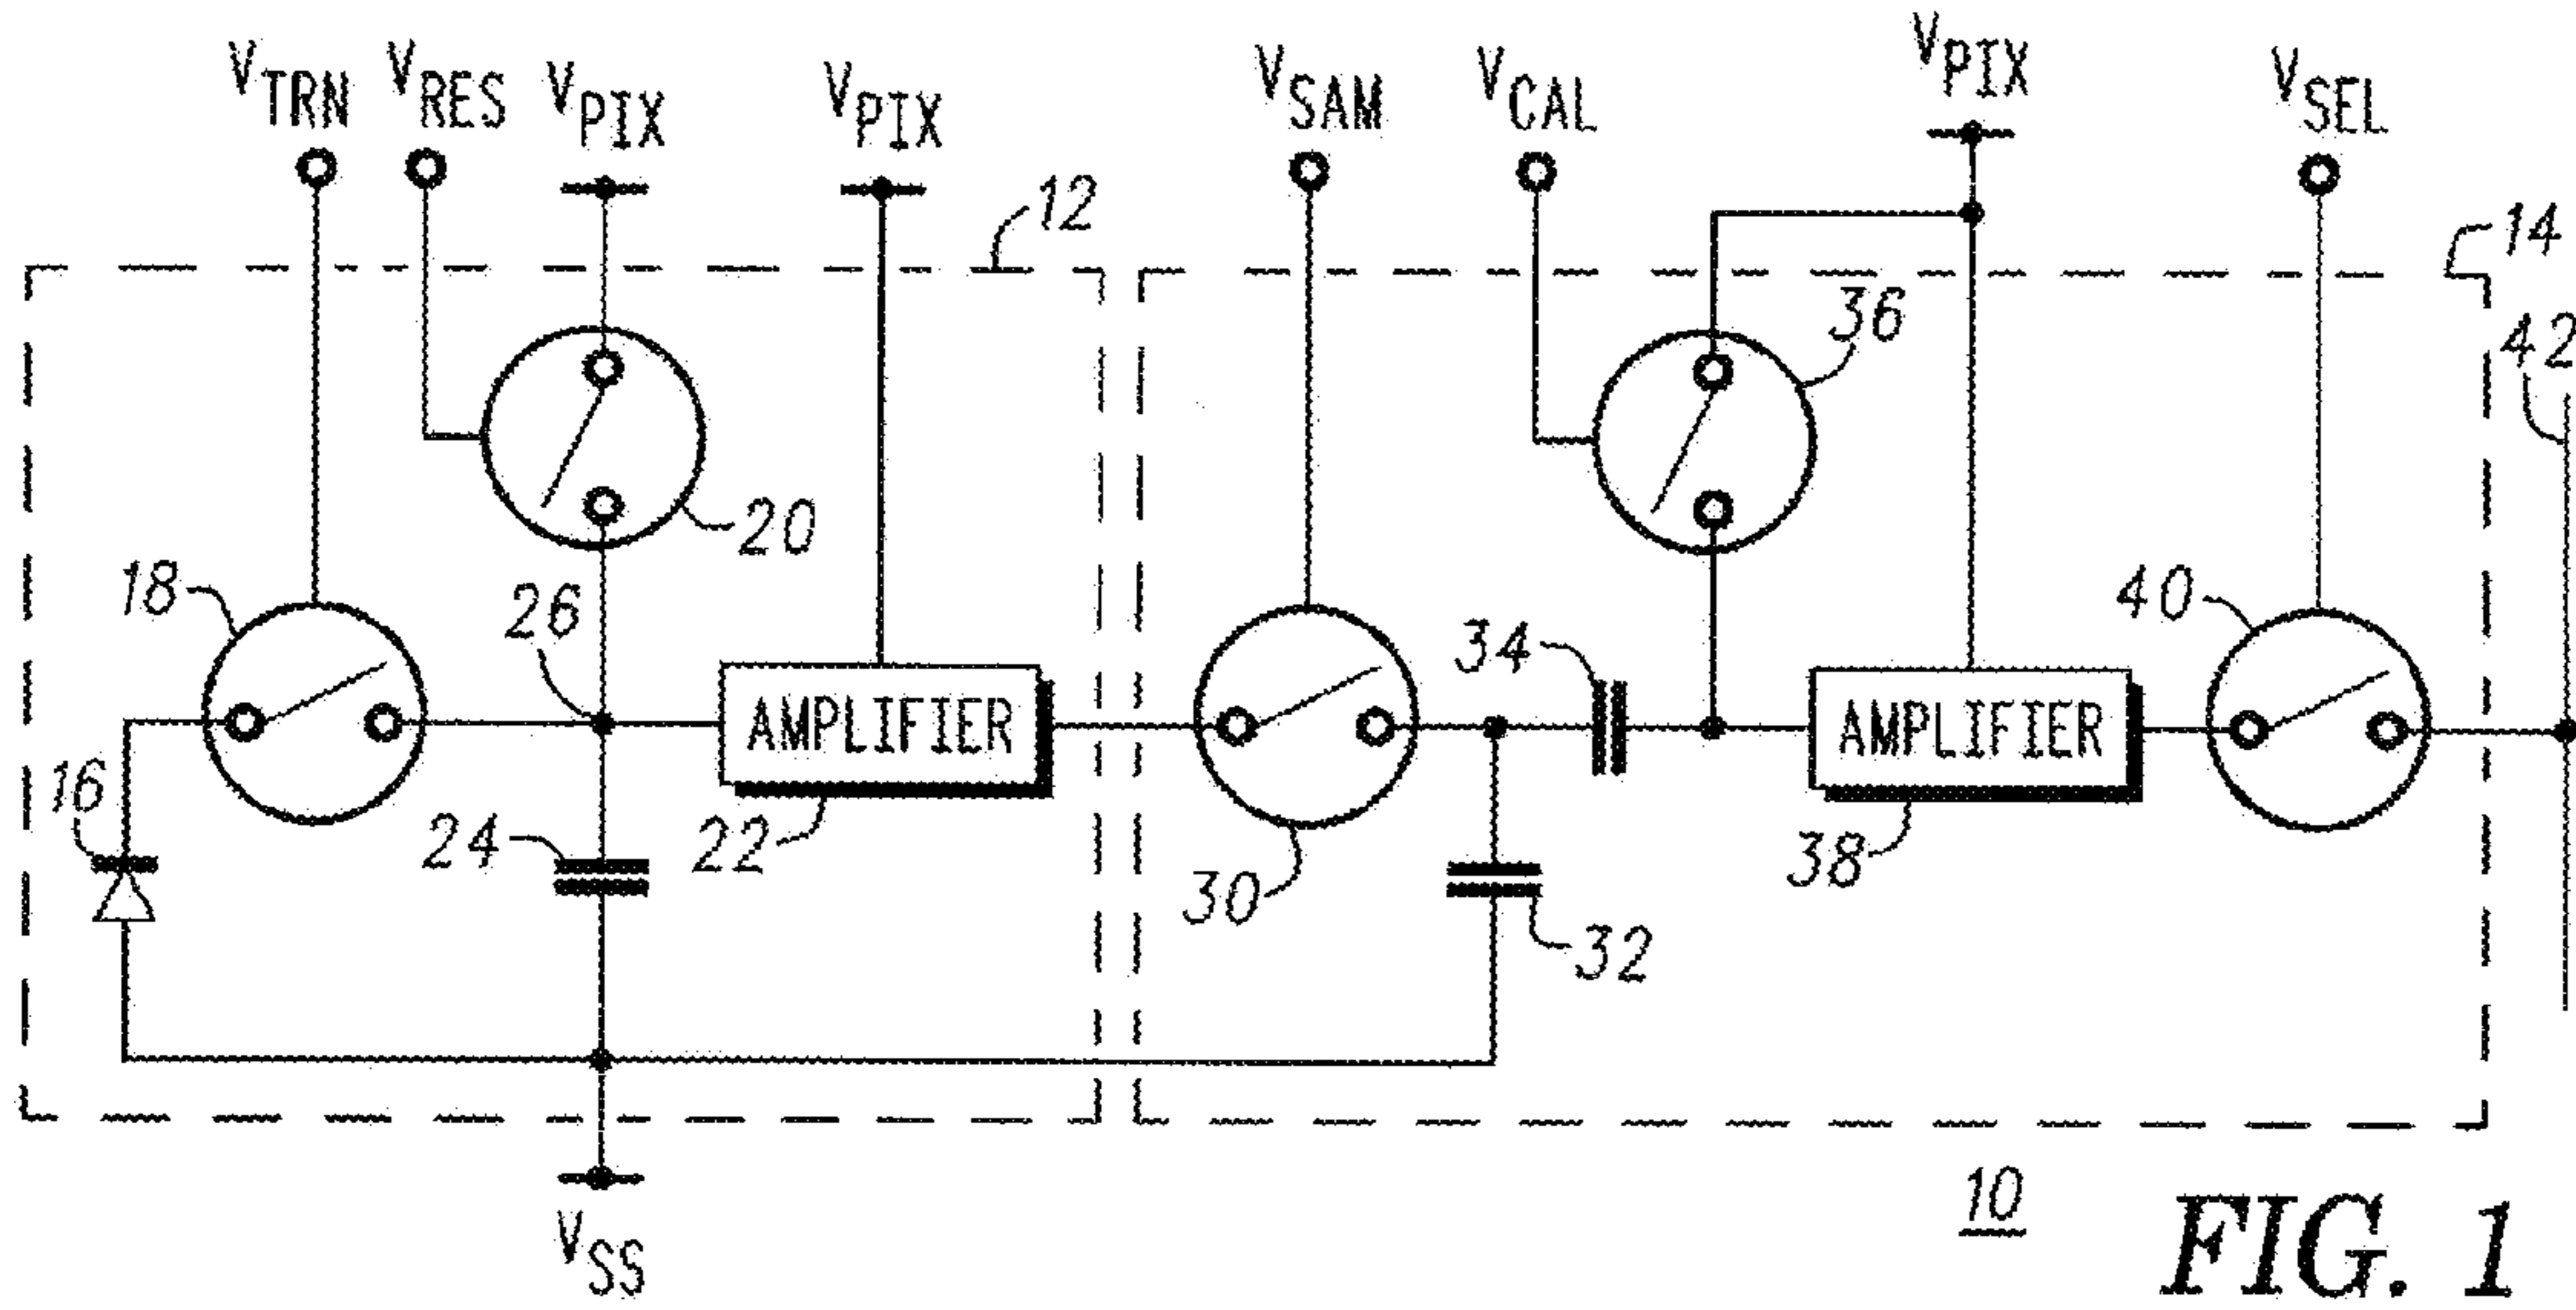 VTRN VRES VPIX VPIX VSAM VCAL VPIX VSEL
12 14
36 42
20
18 26 34 40
AMPLIFIER AMPLIFIER
16 24 22 30 32 38
VSS
10 FIG. 1